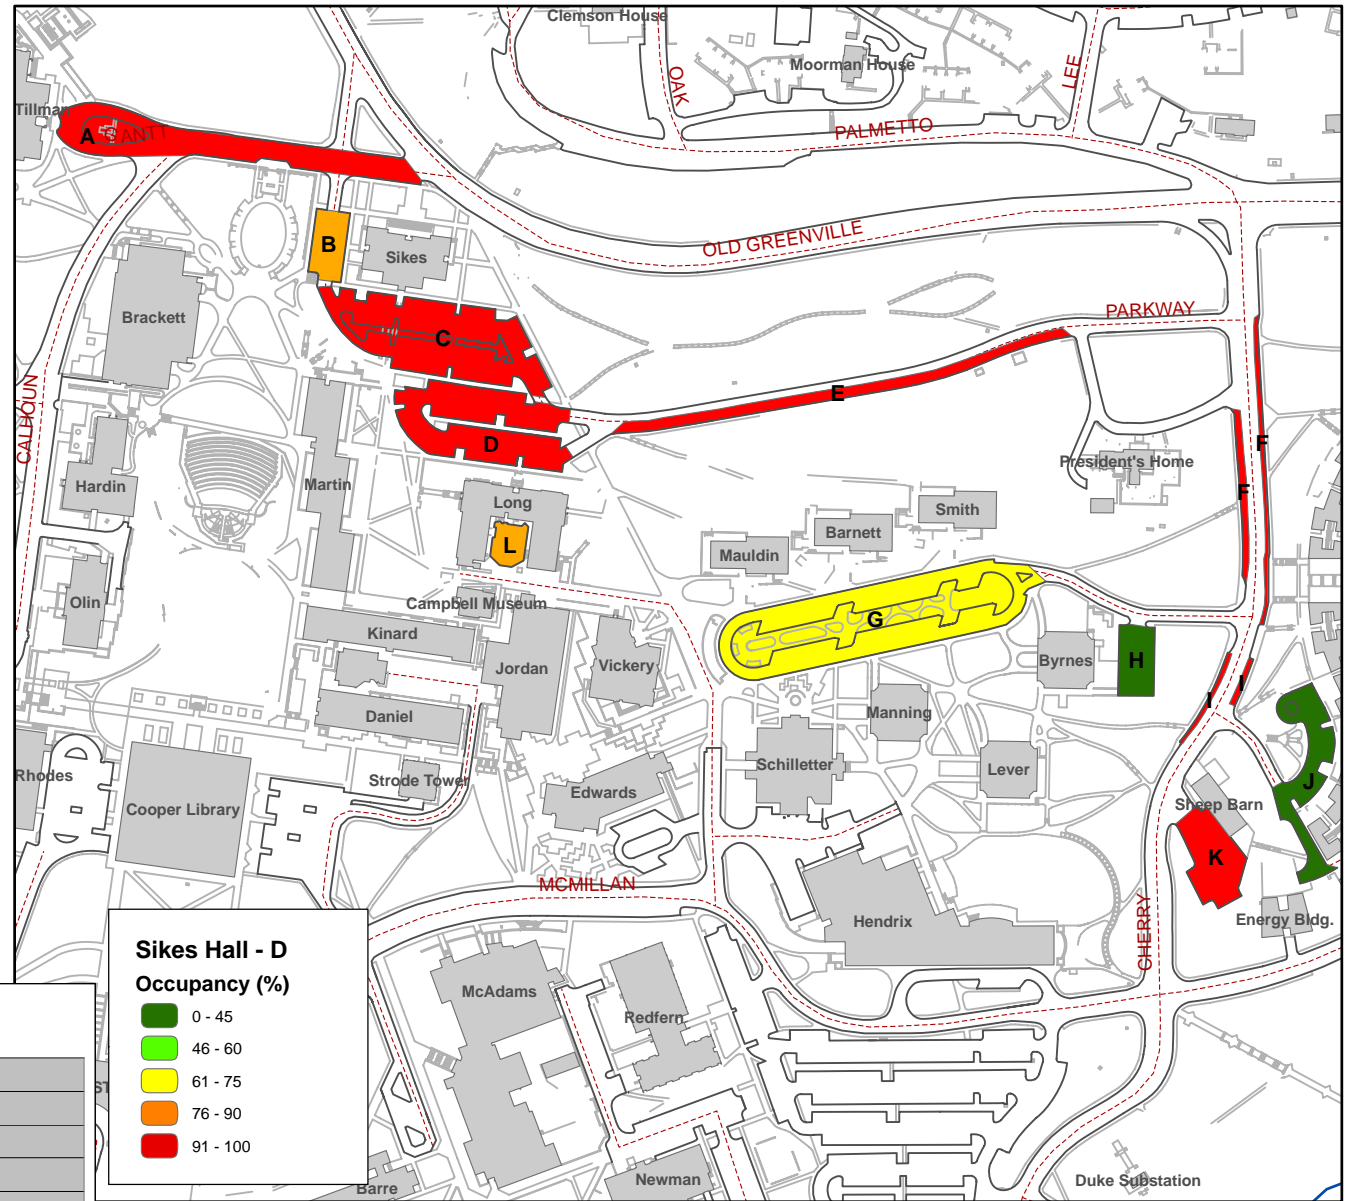 Clemson House
Moorman House
OAK
LEE
PALMETTO
Tillman
A
B
Sikes
OLD GREENVILLE
PARKWAY
Brackett
C
E
CALHOUN
D
F
F
Hardin
Martin
Long
President's Home
Smith
Barnett
Mauldin
L
Olin
Campbell Museum
Kinard
G
Jordan
Vickery
Byrnes
H
I
I
Daniel
Manning
Rhodes
Strode Tower
Schilletter
Lever
J
Cooper Library
Edwards
Sheep Barn
K
MCMILLAN
Hendrix
CHERRY
Energy Bldg.
Sikes Hall - D
Occupancy (%)
0 - 45
46 - 60
61 - 75
76 - 90
91 - 100
McAdams
Redfern
Barre
Newman
Duke Substation